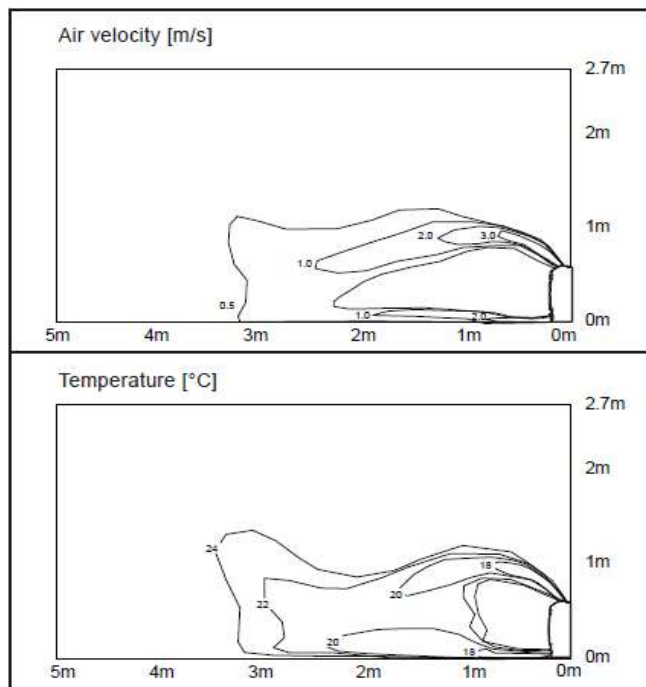 Air velocity [m/s]
2.7m
2m
1m
2.0
3.0
1.0
0.5
1.0
2.0
0m
5m 4m 3m 2m 1m 0m
Temperature [°C]
2.7m
2m
24
1m
18
20
22
20
18
0m
5m 4m 3m 2m 1m 0m